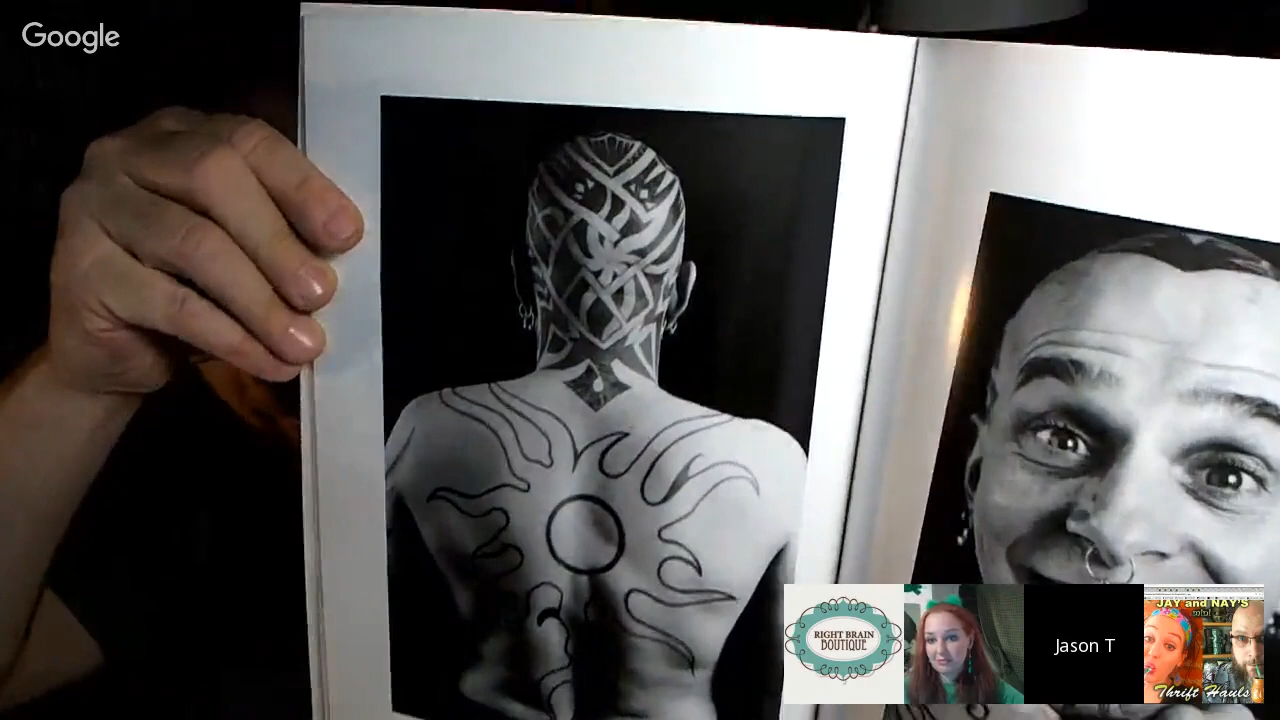 Google
RIGHT BRAIN
BOUTIQUE
Jason T
JAY and NAY'S
Thrift Hauls